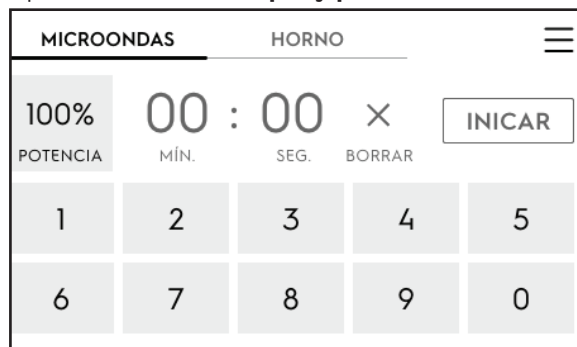 MICROONDAS HORNO
100% 00 : 00 × INICAR
POTENCIA MÍN. SEG. BORRAR
1 2 3 4 5
6 7 8 9 0